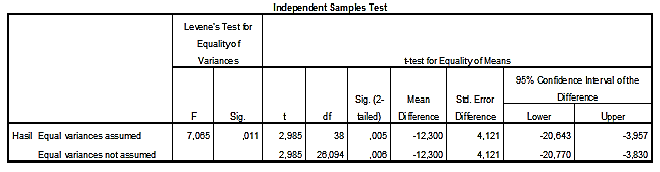 Independent Samples Test
Levene's Test for Equality of Variances
t-test for Equality of Means
95% Confidence Interval of the Difference
F Sig. t df Sig. (2-tailed) Mean Difference Std. Error Difference Lower Upper
Hasil Equal variances assumed 7,065 ,011 2,985 38 ,005 -12,300 4,121 -20,643 -3,957
Equal variances not assumed 2,985 26,094 ,006 -12,300 4,121 -20,770 -3,830